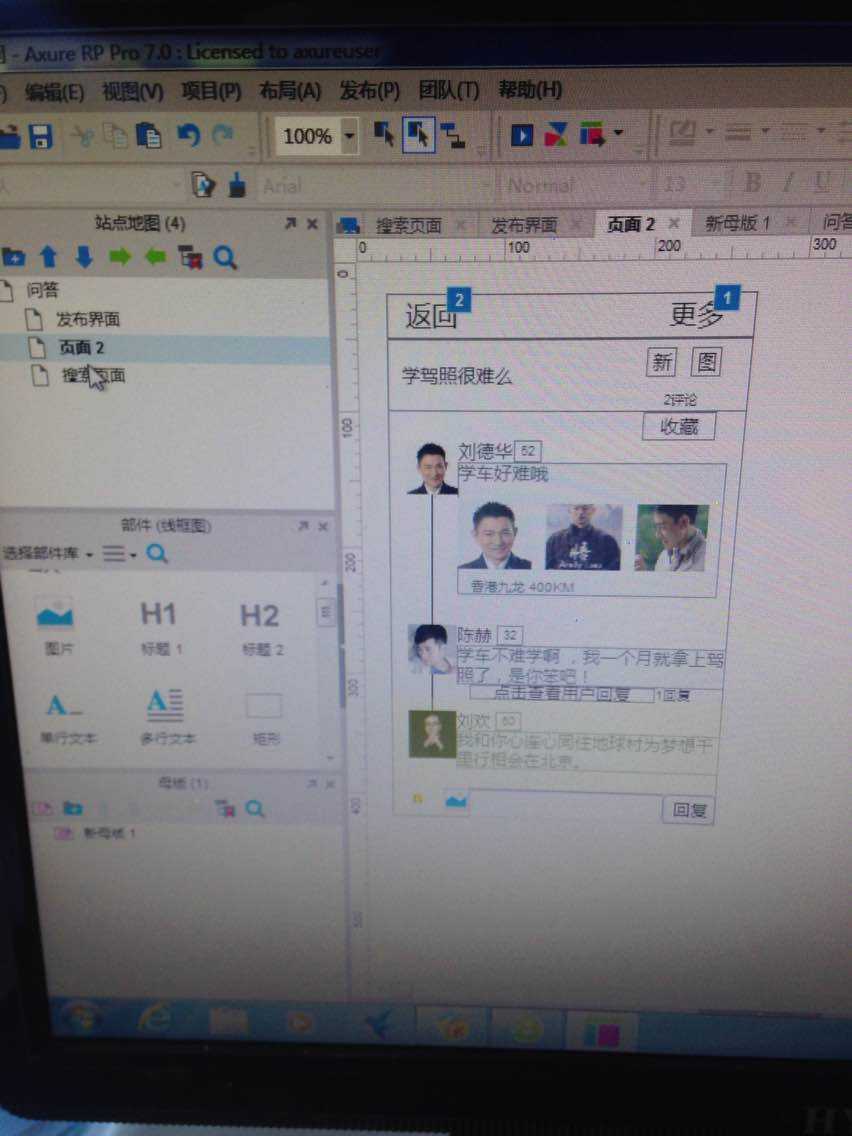 - Axure RP Pro 7.0 : Licensed to axureuser
编辑(E) 视图(V) 项目(P) 布局(A) 发布(P) 团队(T) 帮助(H)
100%
Arial Normal 13 B I U
站点地图 (4)
搜索页面 发布界面 页面 2 新母版 1 问答
0 100 200 300
问答
发布界面
页面 2
搜索页面
0
100
200
300
400
500
返回 2 更多 1
学驾照很难么 新 图
2评论
收藏
刘德华 62
学车好难哦
香港九龙 400KM
陈赫 32
学车不难学啊 ，我一个月就拿上驾
照了，是你笨吧！
点击查看用户回复 1回复
刘欢 60
我和你心连心同住地球村为梦想千
里行相会在北京。
回复
部件 (线框图)
选择部件库
H1 H2
图片 标题 1 标题 2
A_ A
单行文本 多行文本 矩形
母版 (1)
新母版 1